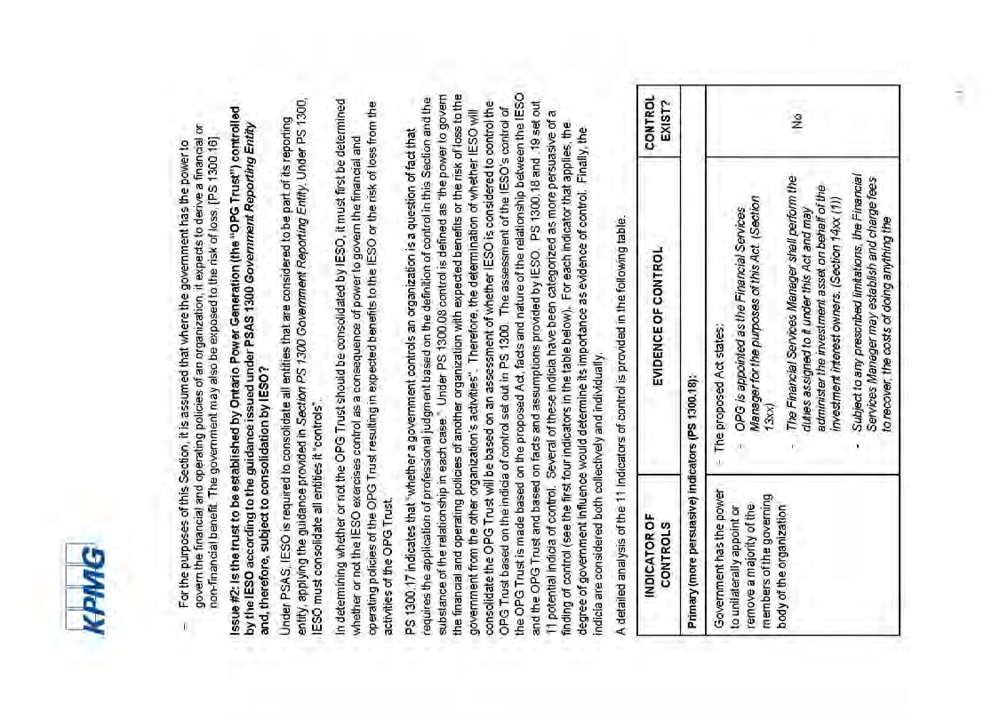 KPMG
– For the purposes of this Section, it is assumed that where the government has the power to
govern the financial and operating policies of an organization, it expects to derive a financial or
non-financial benefit. The government may also be exposed to the risk of loss. [PS 1300.16]
Issue #2: Is the trust to be established by Ontario Power Generation (the "OPG Trust") controlled
by the IESO according to the guidance issued under PSAS 1300 Government Reporting Entity
and, therefore, subject to consolidation by IESO?
Under PSAS, IESO is required to consolidate all entities that are considered to be part of its reporting
entity, applying the guidance provided in Section PS 1300 Government Reporting Entity. Under PS 1300,
IESO must consolidate all entities it "controls".
In determining whether or not the OPG Trust should be consolidated by IESO, it must first be determined
whether or not the IESO exercises control as a consequence of power to govern the financial and
operating policies of the OPG Trust resulting in expected benefits to the IESO or the risk of loss from the
activities of the OPG Trust.
PS 1300.17 indicates that "whether a government controls an organization is a question of fact that
requires the application of professional judgment based on the definition of control in this Section and the
substance of the relationship in each case." Under PS 1300.08 control is defined as "the power to govern
the financial and operating policies of another organization with expected benefits or the risk of loss to the
government from the other organization's activities". Therefore, the determination of whether IESO will
consolidate the OPG Trust will be based on an assessment of whether IESO is considered to control the
OPG Trust based on the indicia of control set out in PS 1300. The assessment of the IESO's control of
the OPG Trust is made based on the proposed Act, facts and nature of the relationship between the IESO
and the OPG Trust and based on facts and assumptions provided by IESO. PS 1300.18 and .19 set out
11 potential indicia of control. Several of these indicia have been categorized as more persuasive of a
finding of control (see the first four indicators in the table below). For each indicator that applies, the
degree of government influence would determine its importance as evidence of control. Finally, the
indicia are considered both collectively and individually.
A detailed analysis of the 11 Indicators of control is provided in the following table.
INDICATOR OF
CONTROLS
EVIDENCE OF CONTROL
CONTROL
EXIST?
Primary (more persuasive) indicators (PS 1300.18):
Government has the power
to unilaterally appoint or
remove a majority of the
members of the governing
body of the organization
- The proposed Act states;
- OPG is appointed as the Financial Services
Manager for the purposes of this Act. (Section
13xx)
- The Financial Services Manager shall perform the
duties assigned to it under this Act and may
administer the investment asset on behalf of the
investment interest owners. (Section 14xx (1))
- Subject to any prescribed limitations, the Financial
Services Manager may establish and charge fees
to recover, the costs of doing anything the
No